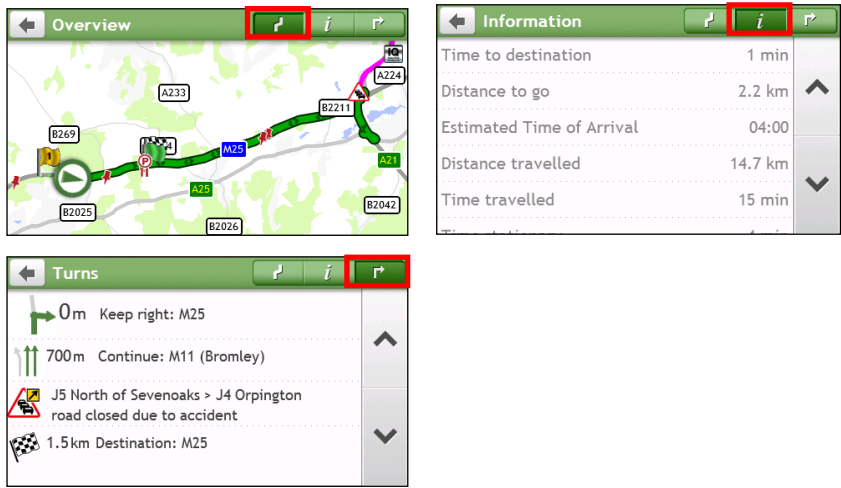 Overview
i
IQ
A224
A233
B2211
B269
4
M25
1
P
A21
A25
B2025
B2042
B2026
Information
i
Time to destination 1 min
Distance to go 2.2 km
Estimated Time of Arrival 04:00
Distance travelled 14.7 km
Time travelled 15 min
Turns
i
0m Keep right: M25
700m Continue: M11 (Bromley)
J5 North of Sevenoaks > J4 Orpington
road closed due to accident
1.5km Destination: M25